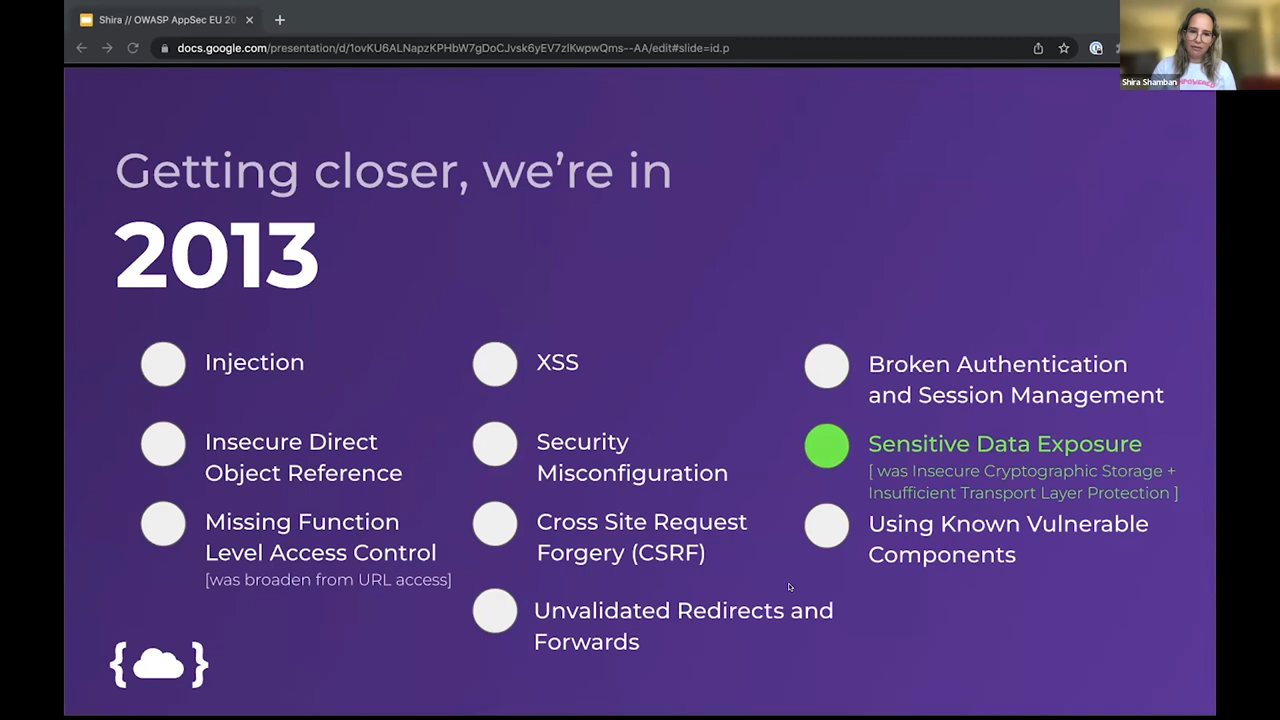 Shira // OWASP AppSec EU 20
docs.google.com/presentation/d/1ovKU6ALNapzKPHbW7gDoCJvsk6yEV7zlKwpwQms--AA/edit#slide=id.p
Shira Shamban
Getting closer, we’re in
2013
Injection
XSS
Broken Authentication
and Session Management
Insecure Direct
Object Reference
Security
Misconfiguration
Sensitive Data Exposure
[ was Insecure Cryptographic Storage +
Insufficient Transport Layer Protection ]
Missing Function
Level Access Control
[was broaden from URL access]
Cross Site Request
Forgery (CSRF)
Using Known Vulnerable
Components
Unvalidated Redirects and
Forwards